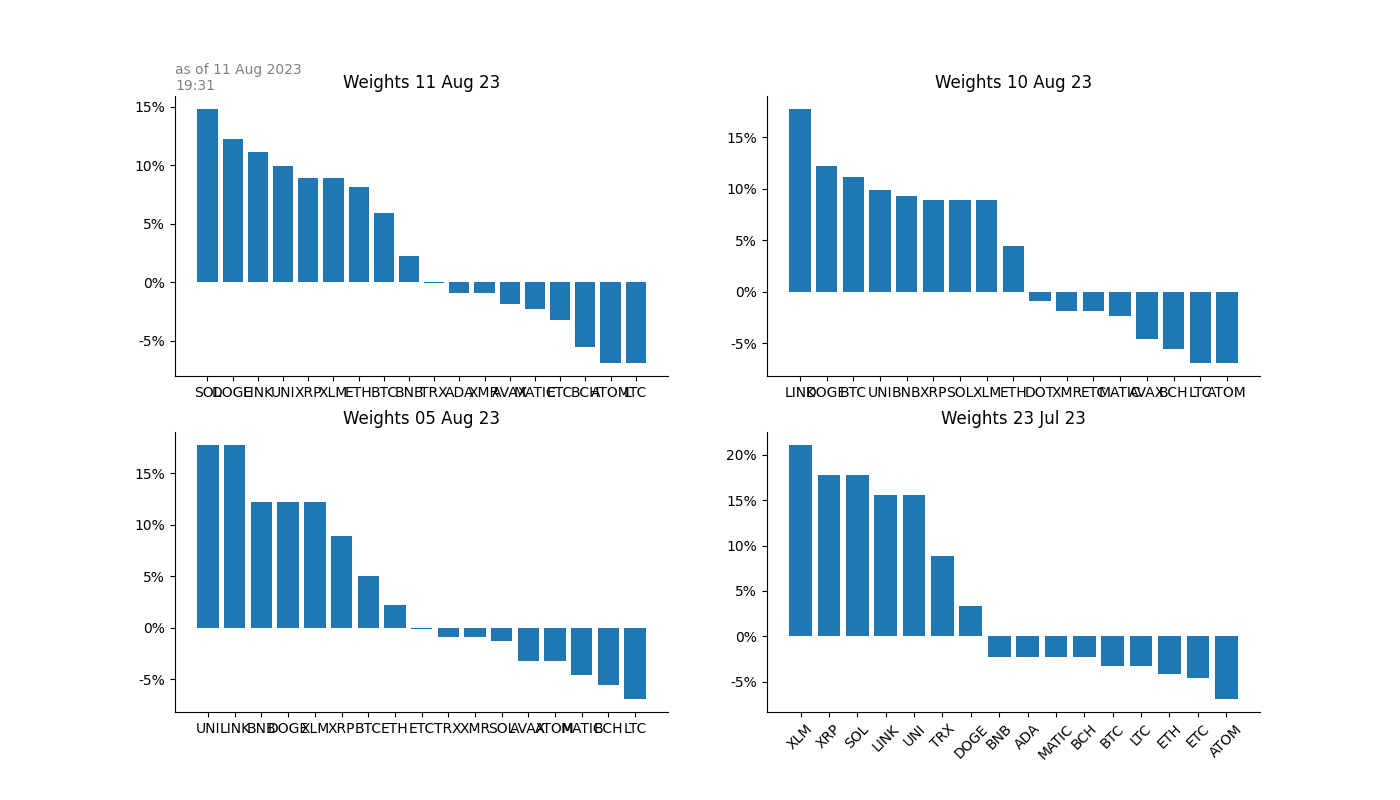 as of 11 Aug 2023
19:31
Weights 11 Aug 23
15%
10%
5%
0%
-5%
SOL DOGE LINK UNI XRP XLM ETH BTC BNB TRX ADA XMR AVAX MATIC ETC BCH ATOM LTC
Weights 10 Aug 23
15%
10%
5%
0%
-5%
LINK DOGE BTC UNI BNB XRP SOL XLM ETH DOT XMR ETC MATIC AVAX BCH LTC ATOM
Weights 05 Aug 23
15%
10%
5%
0%
-5%
UNI LINK BNB DOGE XLM XRP BTC ETH ETC TRX XMR SOL AVAX ATOM MATIC BCH LTC
Weights 23 Jul 23
20%
15%
10%
5%
0%
-5%
XLM XRP SOL LINK UNI TRX DOGE BNB ADA MATIC BCH BTC LTC ETH ETC ATOM